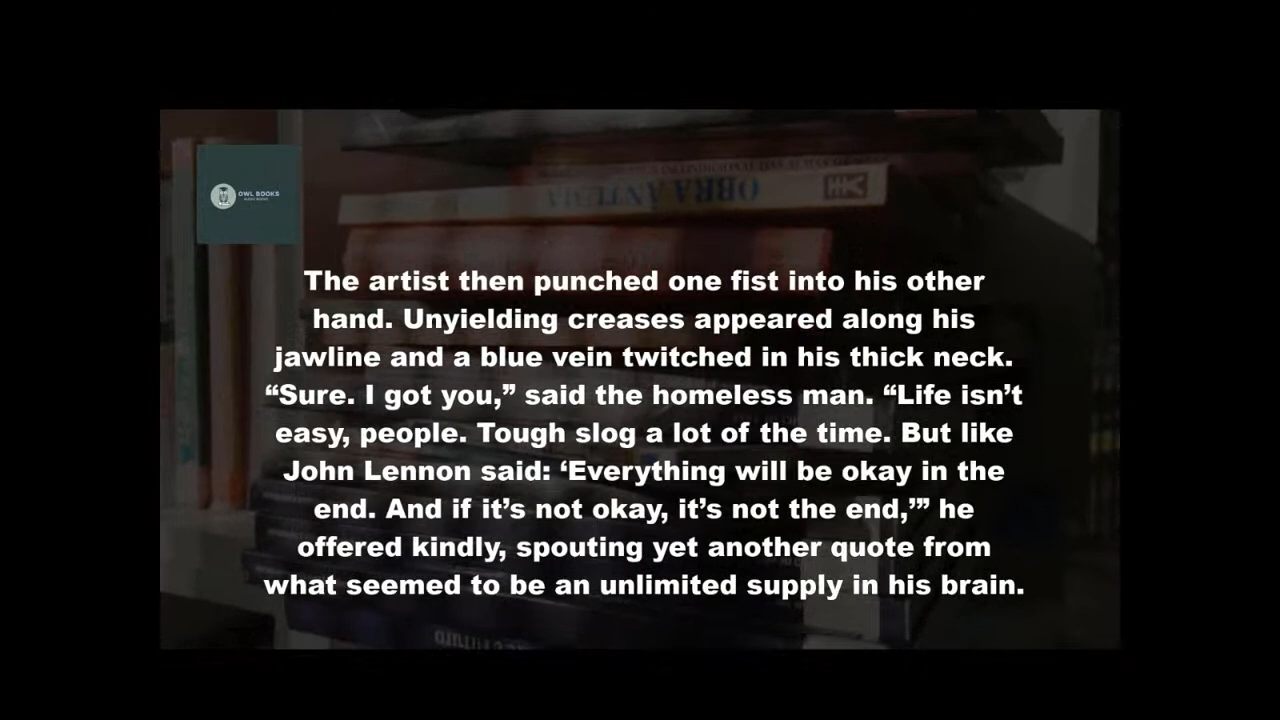 OWL BOOKS
OBRA ÂNTUMA
The artist then punched one fist into his other
hand. Unyielding creases appeared along his
jawline and a blue vein twitched in his thick neck.
“Sure. I got you,” said the homeless man. “Life isn’t
easy, people. Tough slog a lot of the time. But like
John Lennon said: ‘Everything will be okay in the
end. And if it’s not okay, it’s not the end,’” he
offered kindly, spouting yet another quote from
what seemed to be an unlimited supply in his brain.